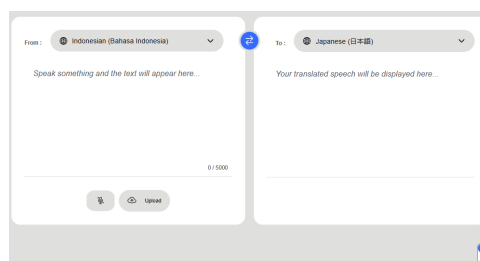 From :
Indonesian (Bahasa Indonesia)
Speak something and the text will appear here...
0 / 5000
Upload
To :
Japanese (日本語)
Your translated speech will be displayed here...